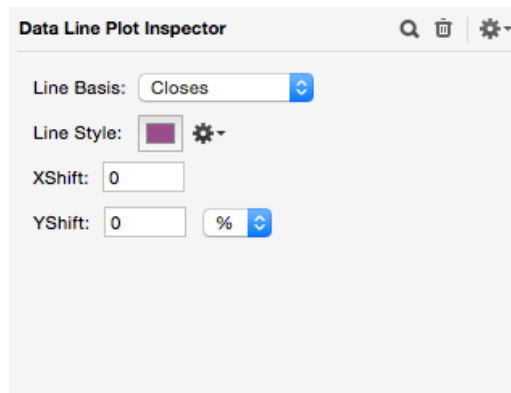 Data Line Plot Inspector
Line Basis: Closes
Line Style:
XShift: 0
YShift: 0 %